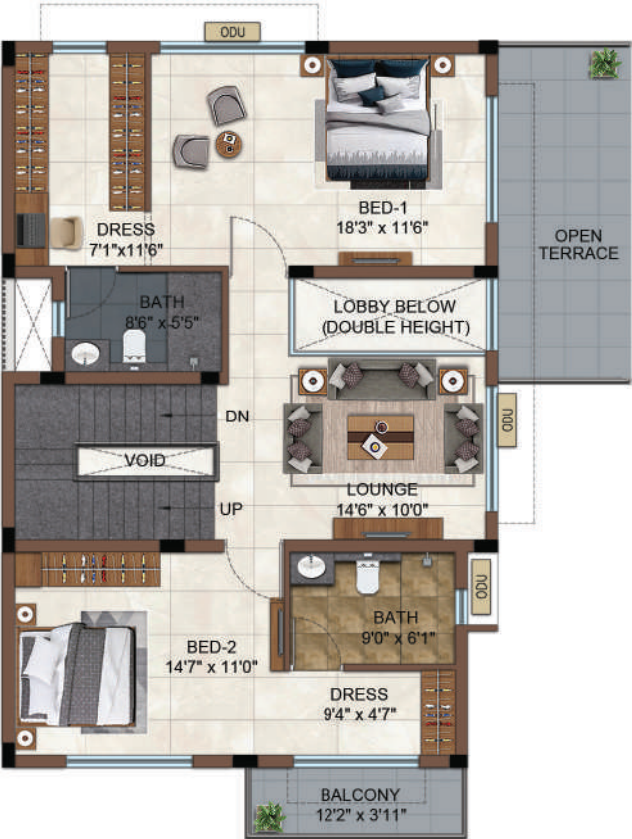 ODU
BED-1
18'3" x 11'6"
DRESS
7'1"x11'6"
OPEN
TERRACE
BATH
8'6" x 5'5"
LOBBY BELOW
(DOUBLE HEIGHT)
DN
ODU
VOID
LOUNGE
14'6" x 10'0"
UP
ODU
BATH
9'0" x 6'1"
BED-2
14'7" x 11'0"
DRESS
9'4" x 4'7"
BALCONY
12'2" x 3'11"